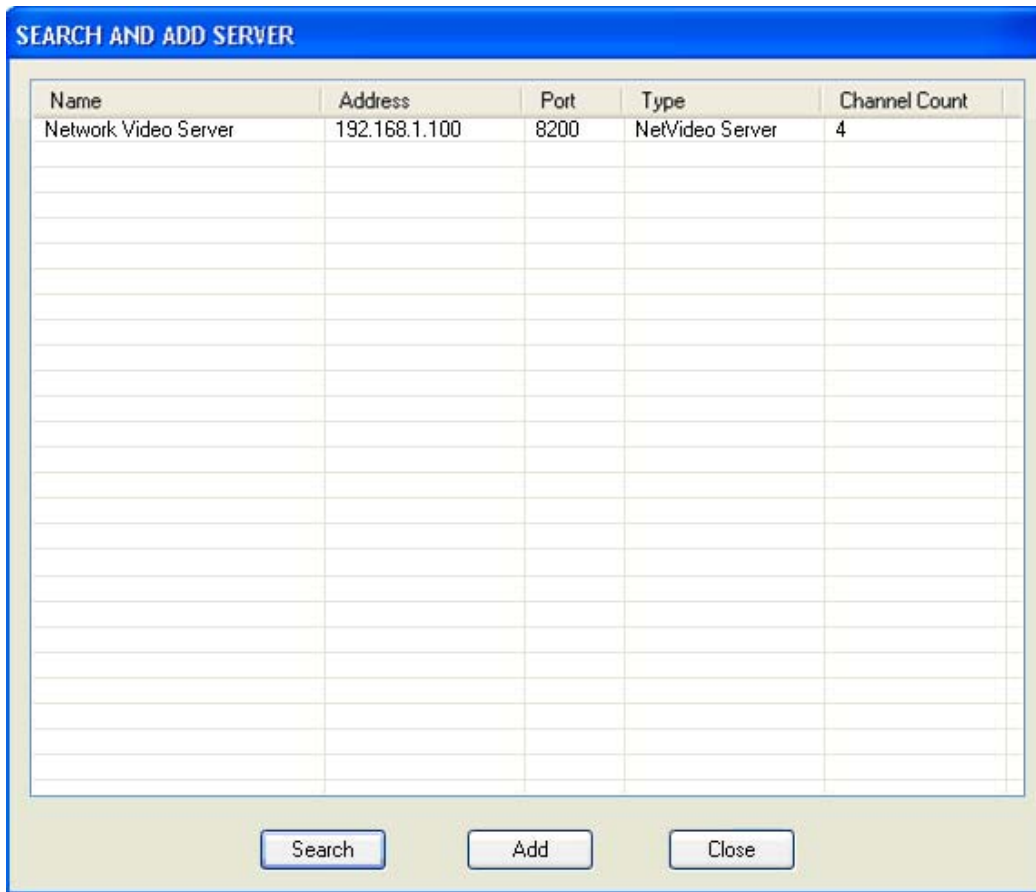 SEARCH AND ADD SERVER
Name Address Port Type Channel Count
Network Video Server 192.168.1.100 8200 NetVideo Server 4
Search Add Close